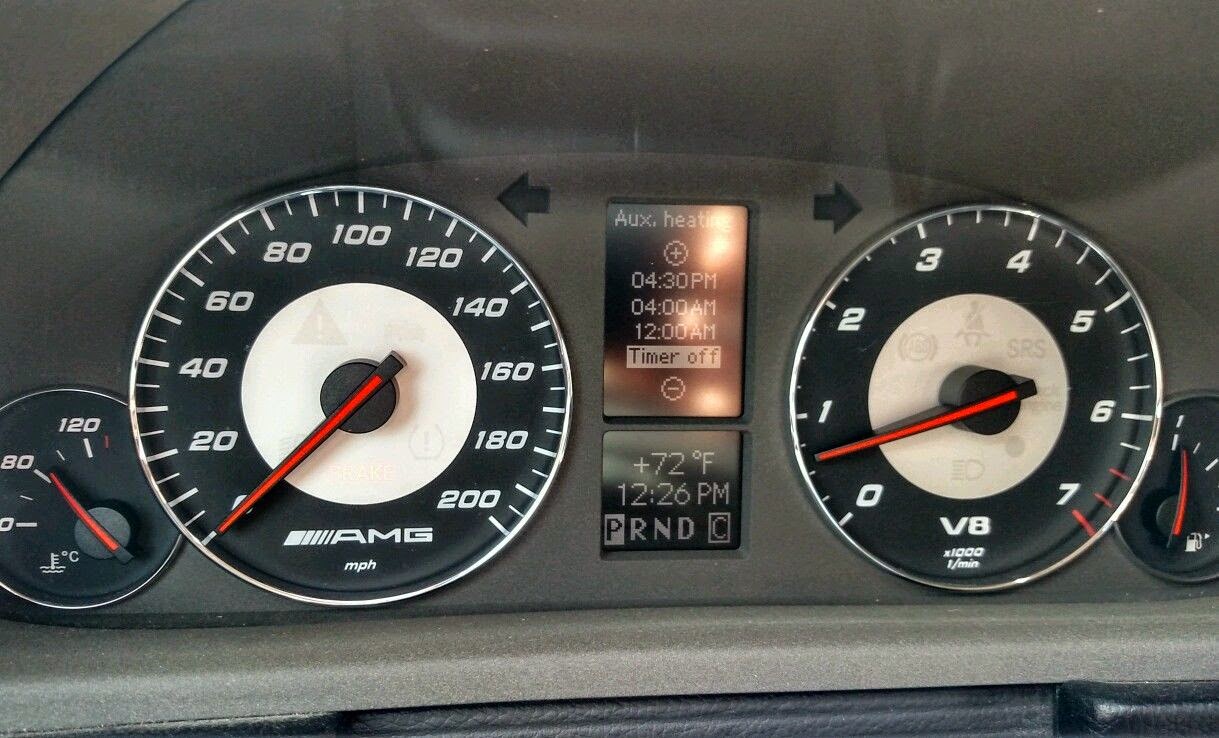 120
80
°C
0
20
40
60
80
100
120
140
160
180
200
BRAKE
AMG
mph
Aux. heating
04:30PM
04:00AM
12:00AM
Timer off
+72 °F
12:26 PM
PRND C
0
1
2
3
4
5
6
7
SRS
V8
x1000
1/min
1